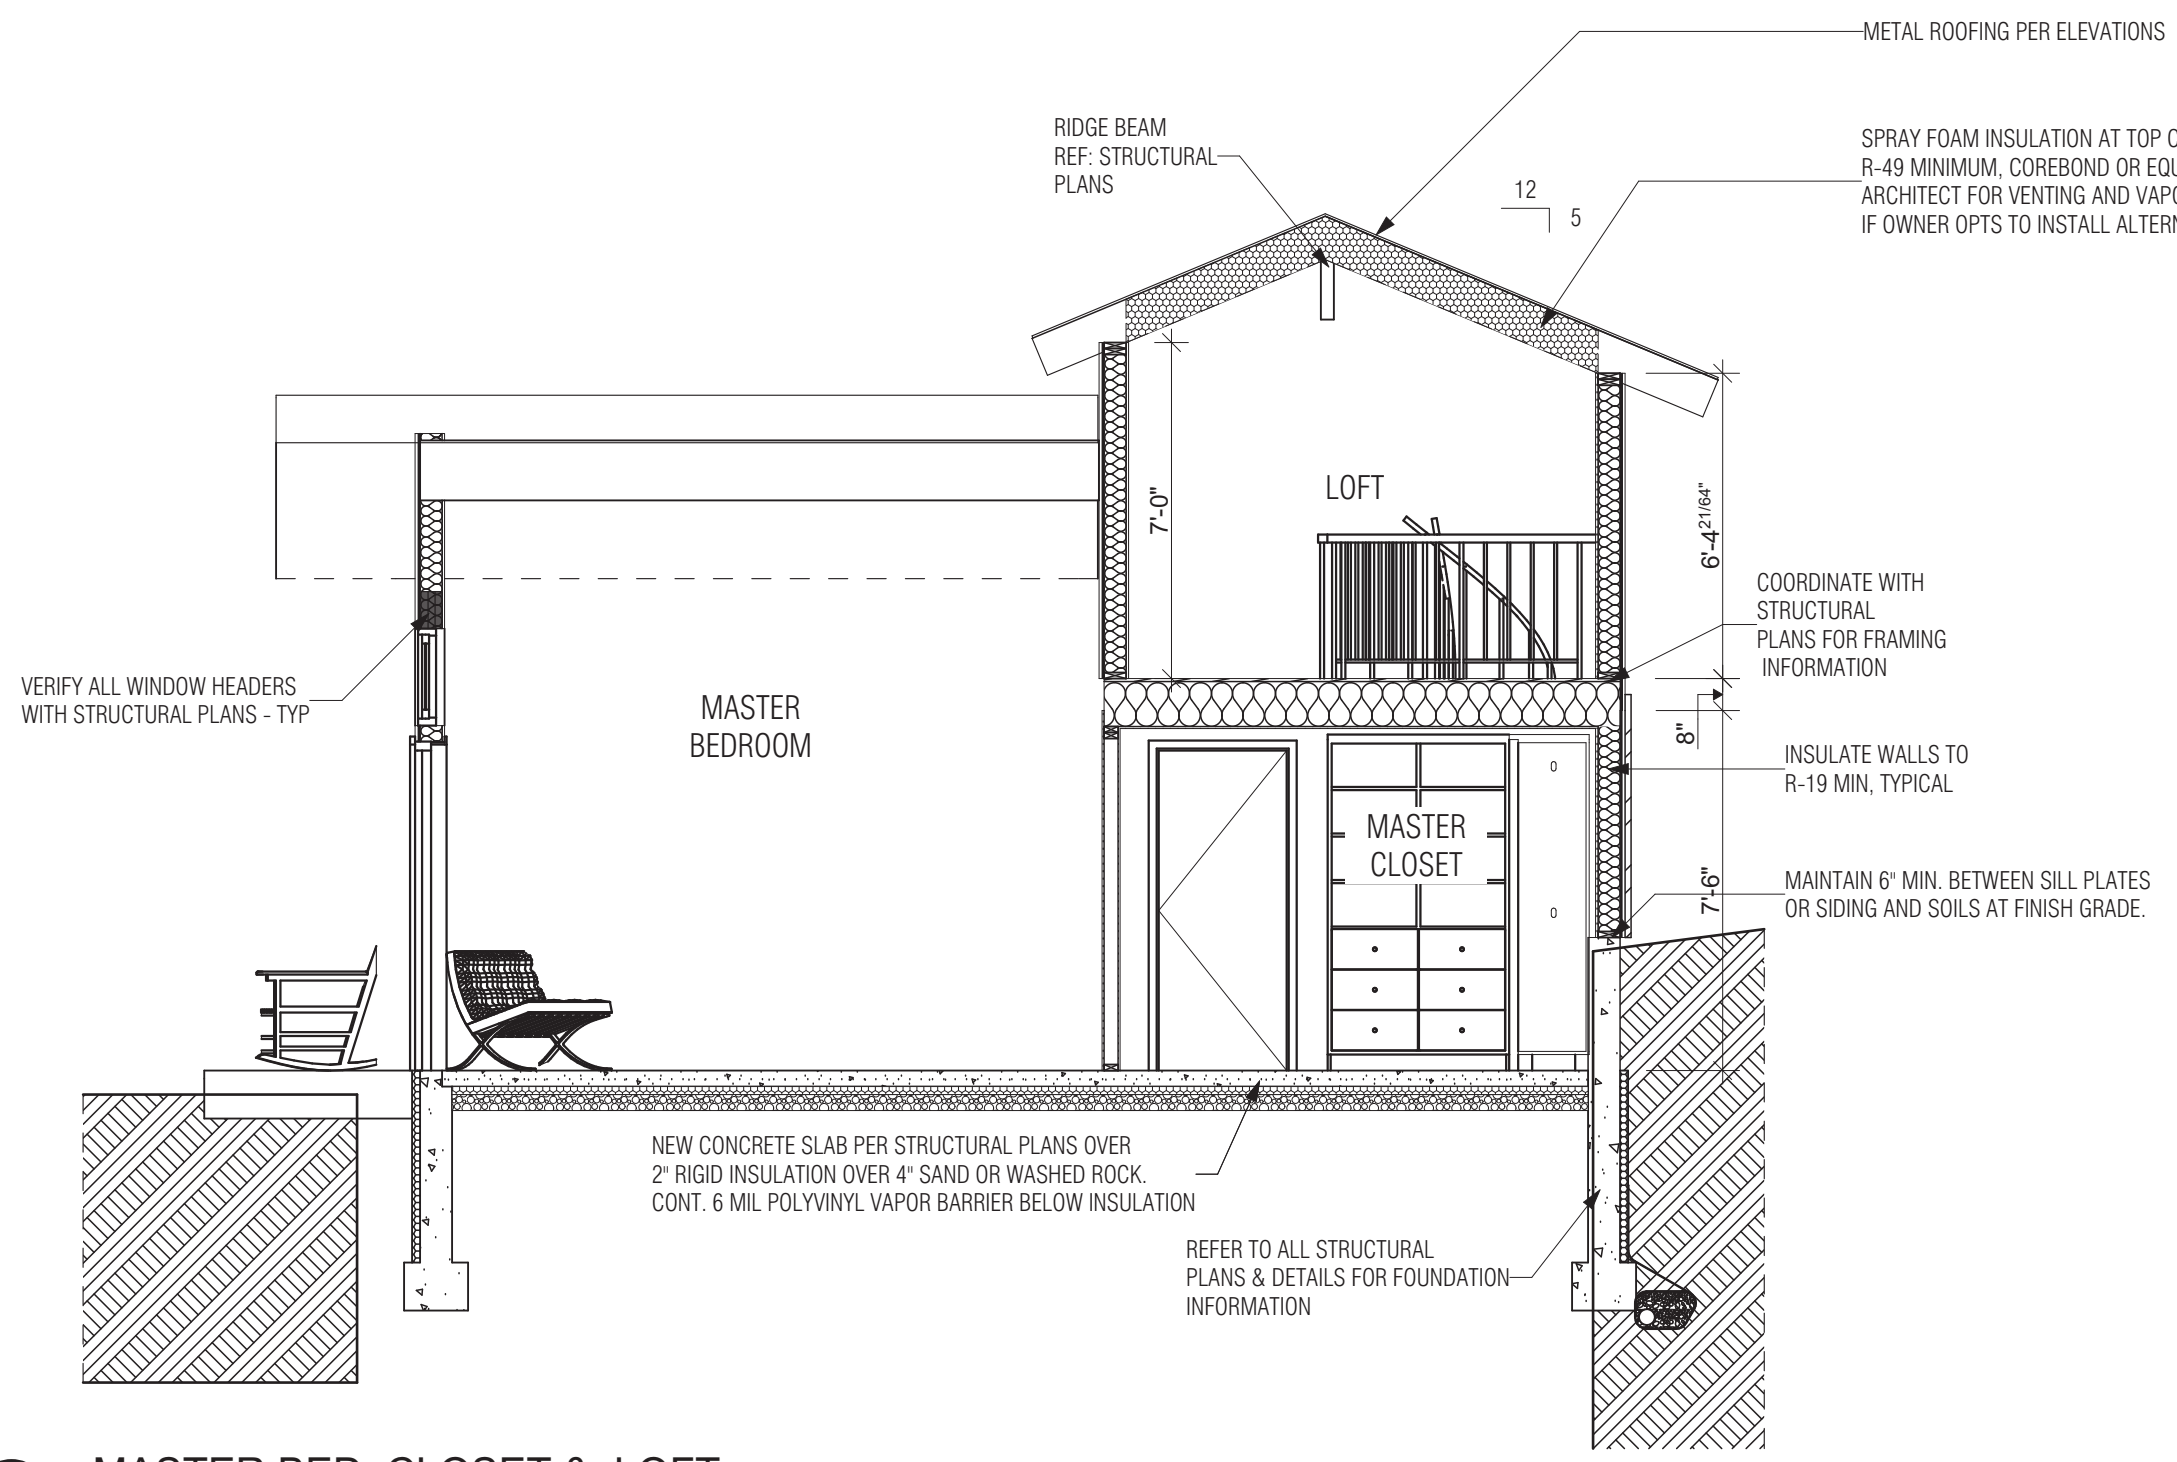 METAL ROOFING PER ELEVATIONS
RIDGE BEAM
REF: STRUCTURAL
PLANS
SPRAY FOAM INSULATION AT TOP
R-49 MINIMUM, COREBOND OR
ARCHITECT FOR VENTING AND
IF OWNER OPTS TO INSTALL
12
5
LOFT
7'-0"
6'-4 21/64"
COORDINATE WITH
STRUCTURAL
PLANS FOR FRAMING
INFORMATION
VERIFY ALL WINDOW HEADERS
WITH STRUCTURAL PLANS - TYP
MASTER
BEDROOM
8"
INSULATE WALLS TO
R-19 MIN, TYPICAL
MASTER
CLOSET
7'-6"
MAINTAIN 6" MIN. BETWEEN SILL PLATES
OR SIDING AND SOILS AT FINISH GRADE.
NEW CONCRETE SLAB PER STRUCTURAL PLANS OVER
2" RIGID INSULATION OVER 4" SAND OR WASHED ROCK.
CONT. 6 MIL POLYVINYL VAPOR BARRIER BELOW INSULATION
REFER TO ALL STRUCTURAL
PLANS & DETAILS FOR FOUNDATION
INFORMATION
MASTER BED, CLOSET & LOFT